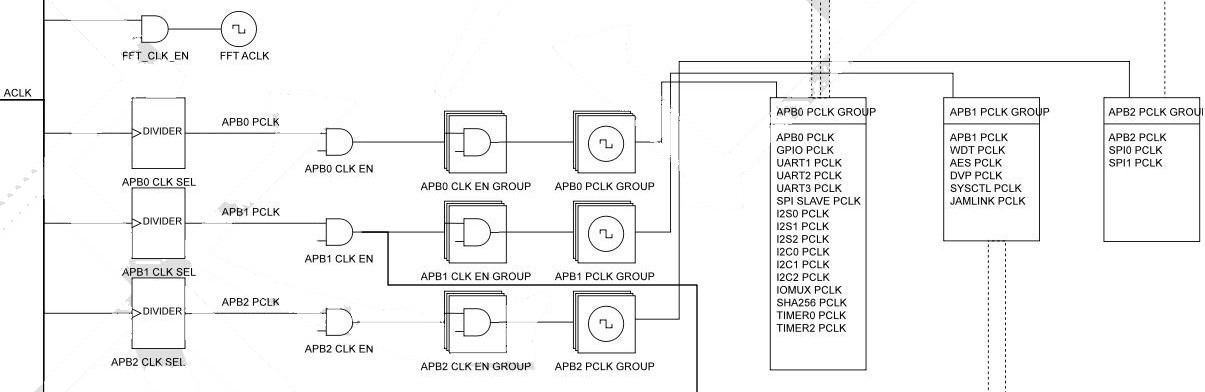 FFT_CLK_EN
FFT ACLK
ACLK
DIVIDER
APB0 PCLK
APB0 CLK SEL
APB0 CLK EN
APB0 CLK EN GROUP
APB0 PCLK GROUP
DIVIDER
APB1 PCLK
APB1 CLK SEL
APB1 CLK EN
APB1 CLK EN GROUP
APB1 PCLK GROUP
DIVIDER
APB2 PCLK
APB2 CLK SEL
APB2 CLK EN
APB2 CLK EN GROUP
APB2 PCLK GROUP
APB0 PCLK GROUP
APB0 PCLK
GPIO PCLK
UART1 PCLK
UART2 PCLK
UART3 PCLK
SPI SLAVE PCLK
I2S0 PCLK
I2S1 PCLK
I2S2 PCLK
I2C0 PCLK
I2C1 PCLK
I2C2 PCLK
IOMUX PCLK
SHA256 PCLK
TIMER0 PCLK
TIMER2 PCLK
APB1 PCLK GROUP
APB1 PCLK
WDT PCLK
AES PCLK
DVP PCLK
SYSCTL PCLK
JAMLINK PCLK
APB2 PCLK GROU
APB2 PCLK
SPI0 PCLK
SPI1 PCLK